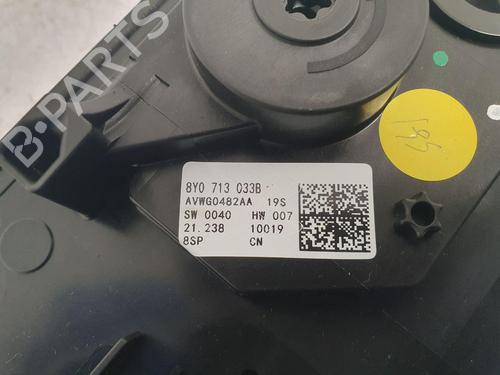 B-PARTS
8Y0 713 033B
AVWG0482AA 19S
SW 0040 HW 007
21.238 10019
8SP CN